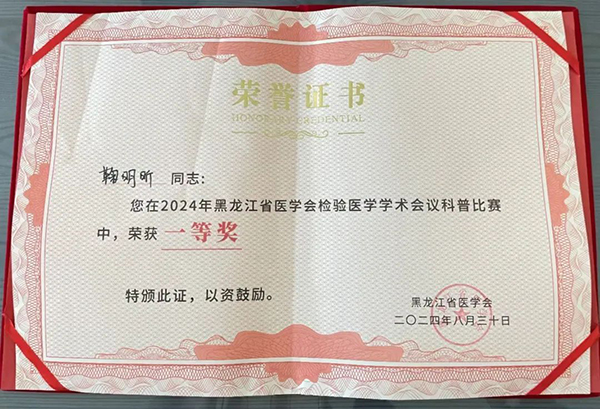 荣誉证书
HONORARY CREDENTIAL
鞠明昕 同志:
您在2024年黑龙江省医学会检验医学学术会议科普比赛
中，荣获 一等奖
特颁此证，以资鼓励。
黑龙江省医学会
二〇二四年八月三十日